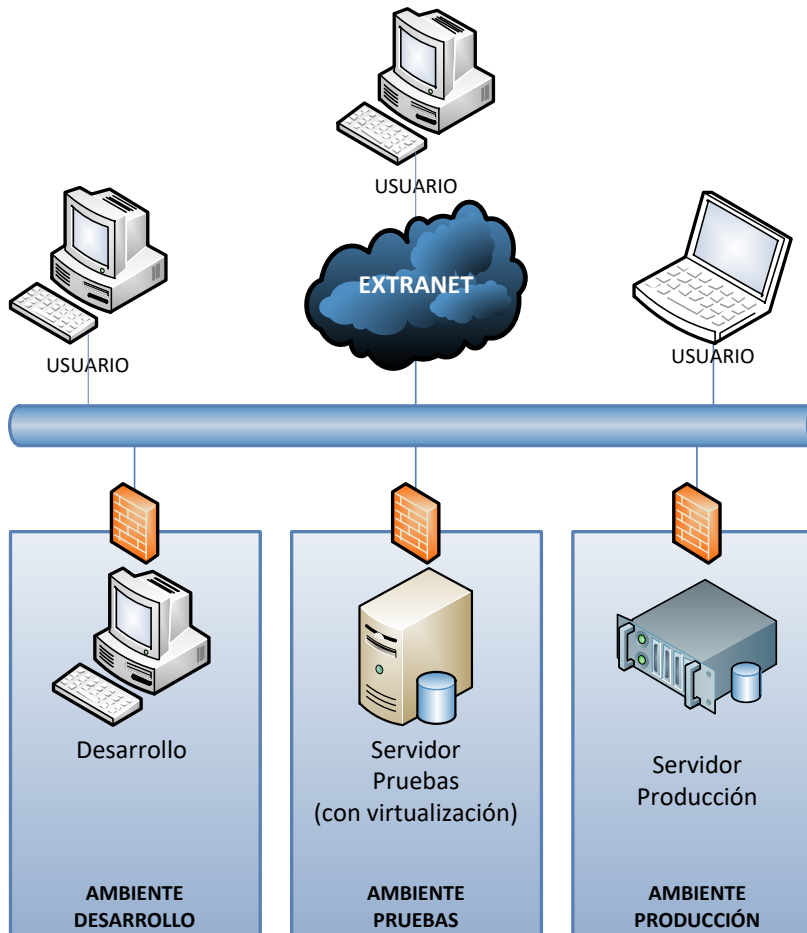 USUARIO
EXTRANET
USUARIO
USUARIO
Desarrollo
Servidor
Pruebas
(con virtualización)
Servidor
Producción
AMBIENTE
DESARROLLO
AMBIENTE
PRUEBAS
AMBIENTE
PRODUCCIÓN